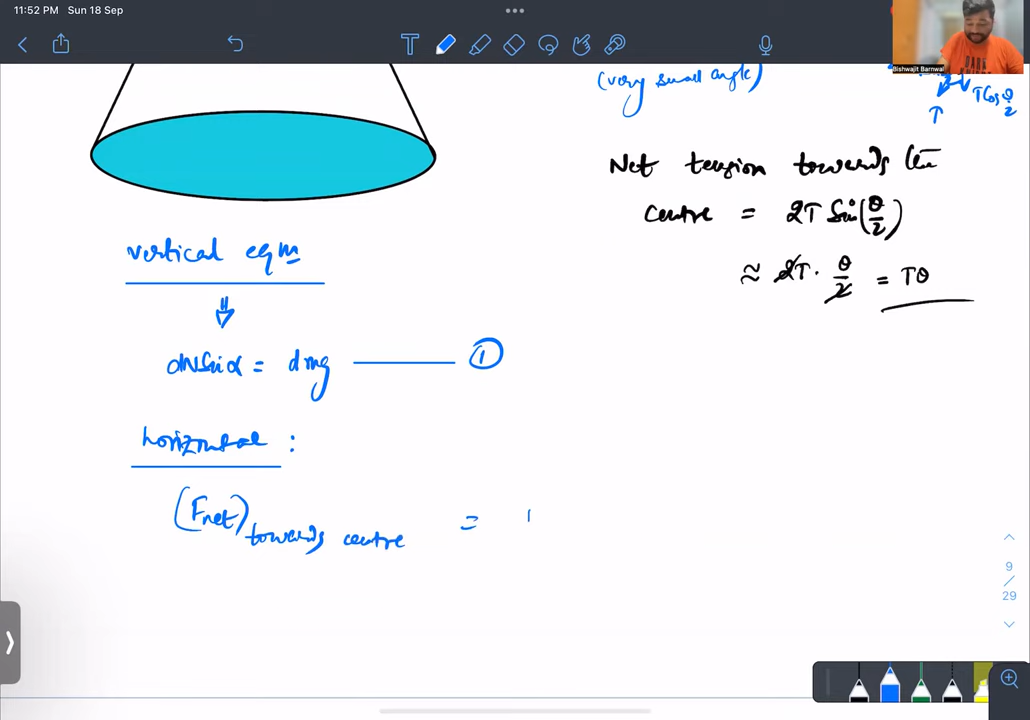 11:52 PM Sun 18 Sep
Bishwajit Barnwal
(very small angle)
T Cos θ/2
T
Net tension towards
centre = 2T Sin(θ/2)
≈ 2T · θ/2 = Tθ
vertical eqm
⇓
dN Sin α = dmg ——— ①
horizontal :
(Fnet) towards centre =
9
/
29